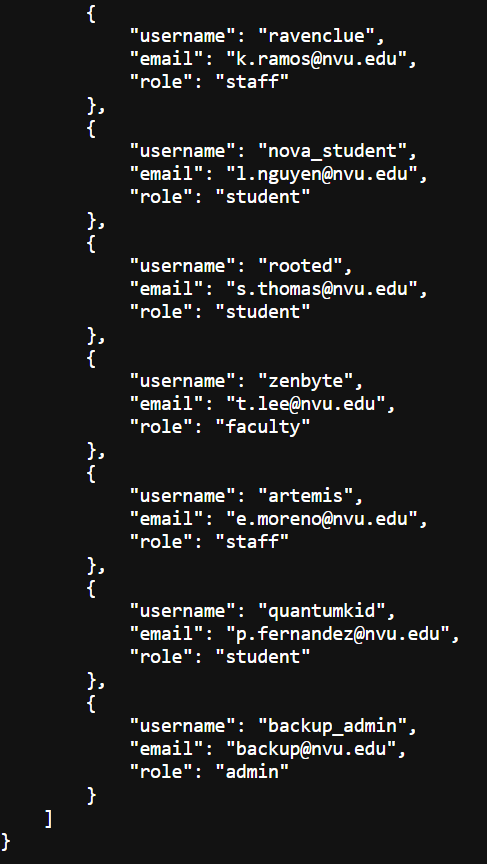 {
"username": "ravenclue",
"email": "k.ramos@nvu.edu",
"role": "staff"
},
{
"username": "nova_student",
"email": "l.nguyen@nvu.edu",
"role": "student"
},
{
"username": "rooted",
"email": "s.thomas@nvu.edu",
"role": "student"
},
{
"username": "zenbyte",
"email": "t.lee@nvu.edu",
"role": "faculty"
},
{
"username": "artemis",
"email": "e.moreno@nvu.edu",
"role": "staff"
},
{
"username": "quantumkid",
"email": "p.fernandez@nvu.edu",
"role": "student"
},
{
"username": "backup_admin",
"email": "backup@nvu.edu",
"role": "admin"
}
]
}